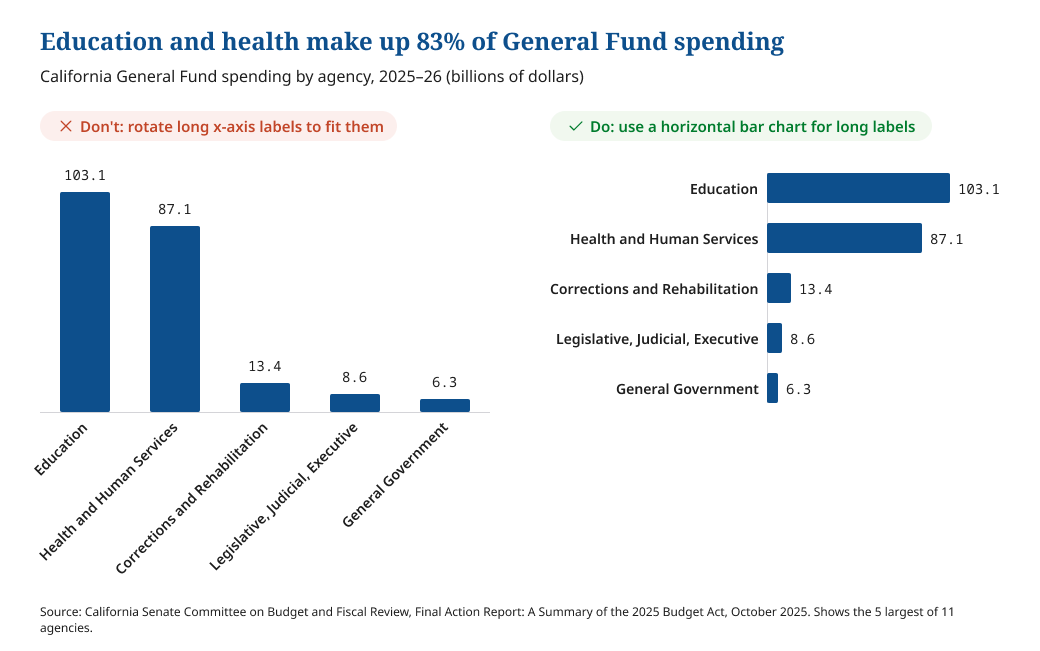 Education and health make up 83% of General Fund spending
California General Fund spending by agency, 2025–26 (billions of dollars)
Don't: rotate long x-axis labels to fit them
103.1
87.1
13.4
8.6
6.3
Education
Health and Human Services
Corrections and Rehabilitation
Legislative, Judicial, Executive
General Government
Do: use a horizontal bar chart for long labels
Education 103.1
Health and Human Services 87.1
Corrections and Rehabilitation 13.4
Legislative, Judicial, Executive 8.6
General Government 6.3
Source: California Senate Committee on Budget and Fiscal Review, Final Action Report: A Summary of the 2025 Budget Act, October 2025. Shows the 5 largest of 11
agencies.